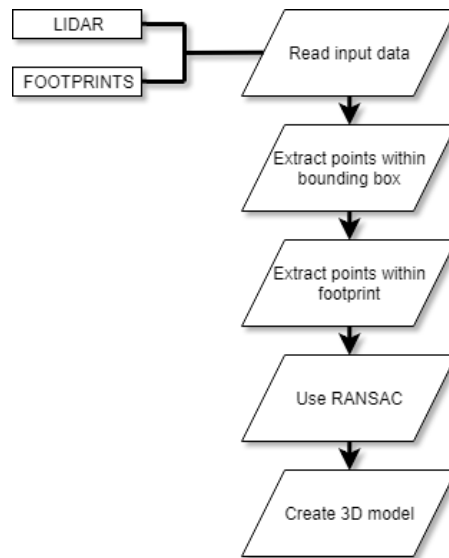 LIDAR
FOOTPRINTS
Read input data
Extract points within
bounding box
Extract points within
footprint
Use RANSAC
Create 3D model